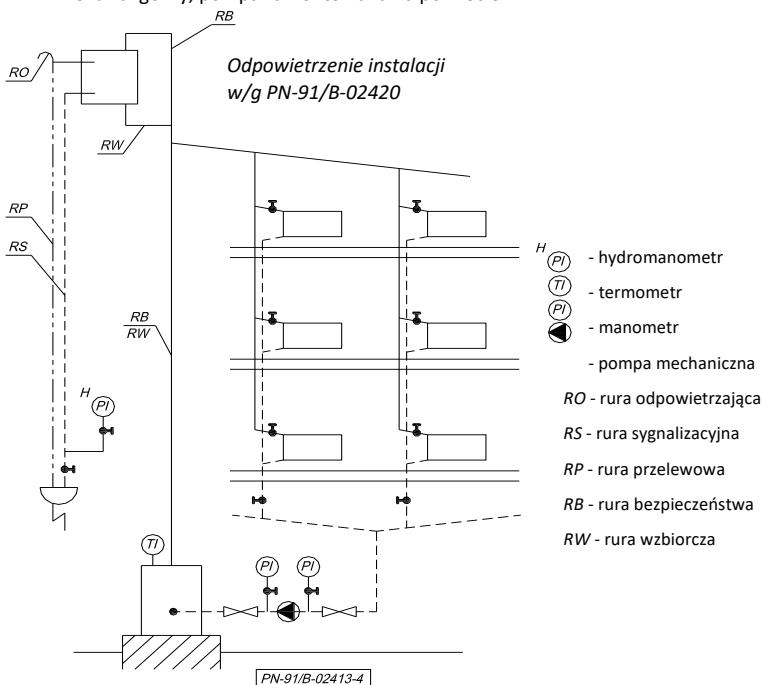 RB
RO
Odpowietrzenie instalacji
w/g PN-91/B-02420
RW
RP
RS
RB
RW
H
PI
TI
PI
PI
H
PI
TI
PI
- hydromanometr
- termometr
- manometr
- pompa mechaniczna
RO - rura odpowietrzająca
RS - rura sygnalizacyjna
RP - rura przelewowa
RB - rura bezpieczeństwa
RW - rura wzbiorcza
PN-91/B-02413-4